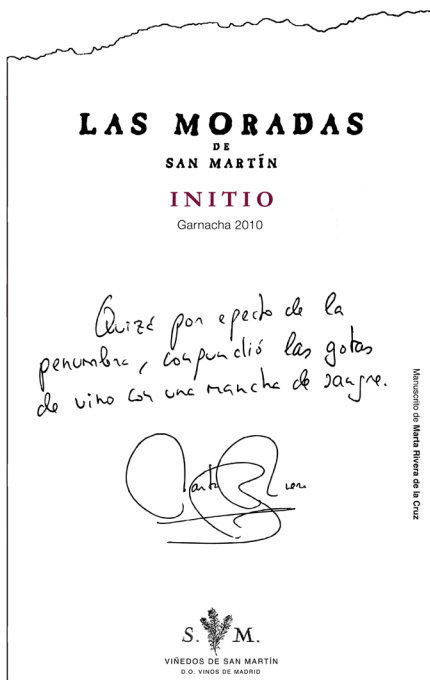 LAS MORADAS
DE
SAN MARTÍN
INITIO
Garnacha 2010
Quizá por efecto de la
penumbra, confundió las gotas
de vino con una mancha de sangre.
Marta Rivera
Manuscrito de Marta Rivera de la Cruz
S. M.
VIÑEDOS DE SAN MARTÍN
D.O. VINOS DE MADRID